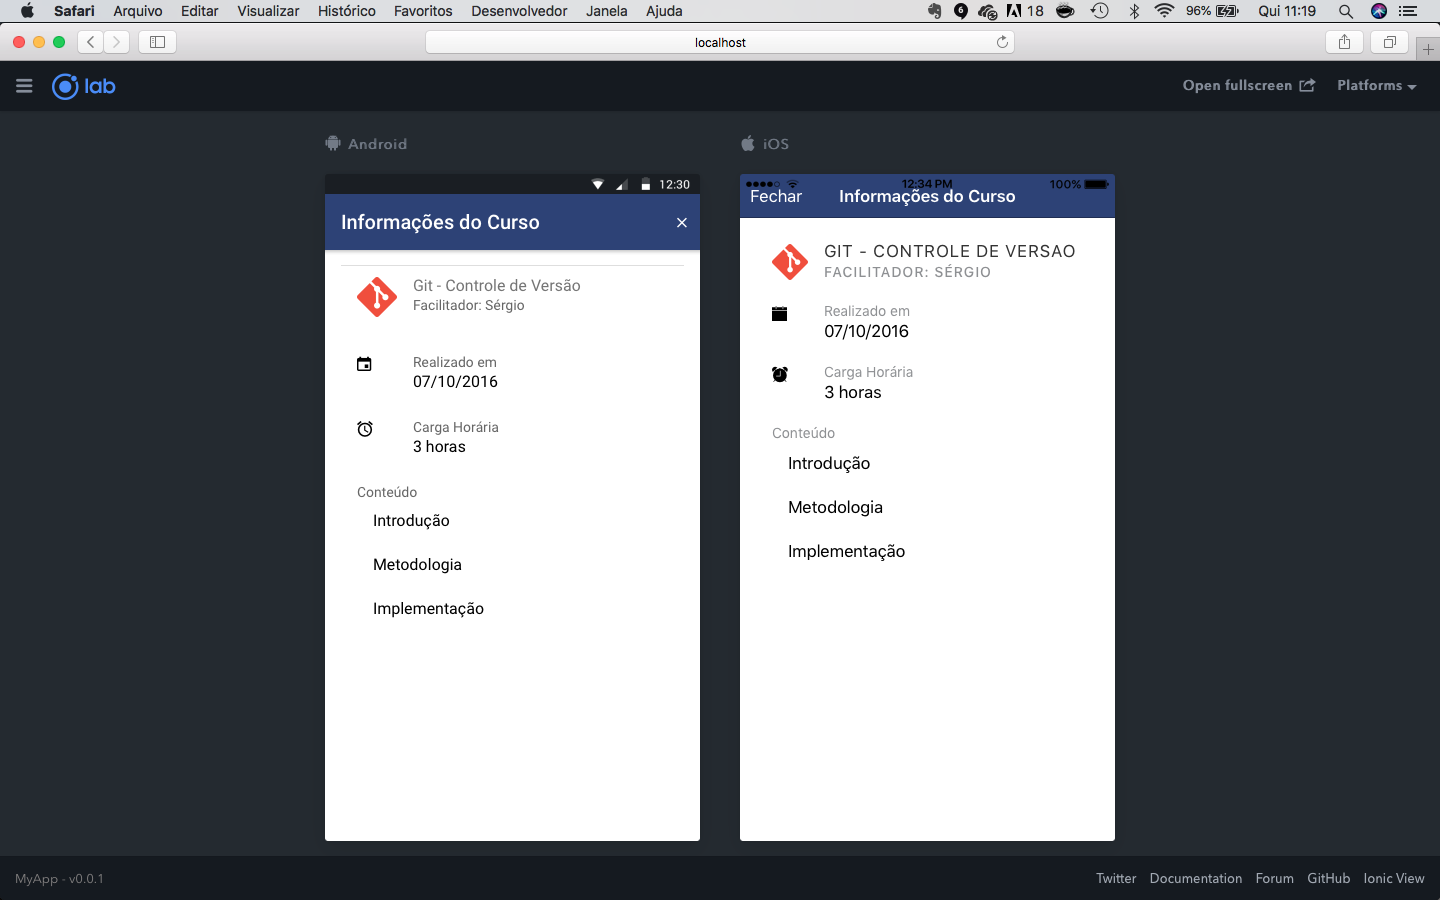 Safari Arquivo Editar Visualizar Histórico Favoritos Desenvolvedor Janela Ajuda 6 18 96% Qui 11:19
localhost
lab Open fullscreen Platforms
Android
12:30
Informações do Curso ×
Git - Controle de Versão
Facilitador: Sérgio
Realizado em
07/10/2016
Carga Horária
3 horas
Conteúdo
Introdução
Metodologia
Implementação
iOS
12:34 PM 100%
Fechar Informações do Curso
GIT - CONTROLE DE VERSAO
FACILITADOR: SÉRGIO
Realizado em
07/10/2016
Carga Horária
3 horas
Conteúdo
Introdução
Metodologia
Implementação
MyApp - v0.0.1 Twitter Documentation Forum GitHub Ionic View